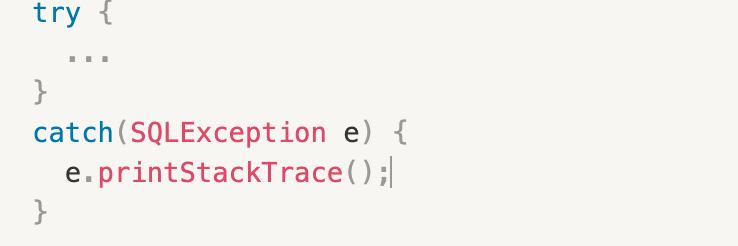 try {
  ...
}
catch(SQLException e) {
  e.printStackTrace();
}